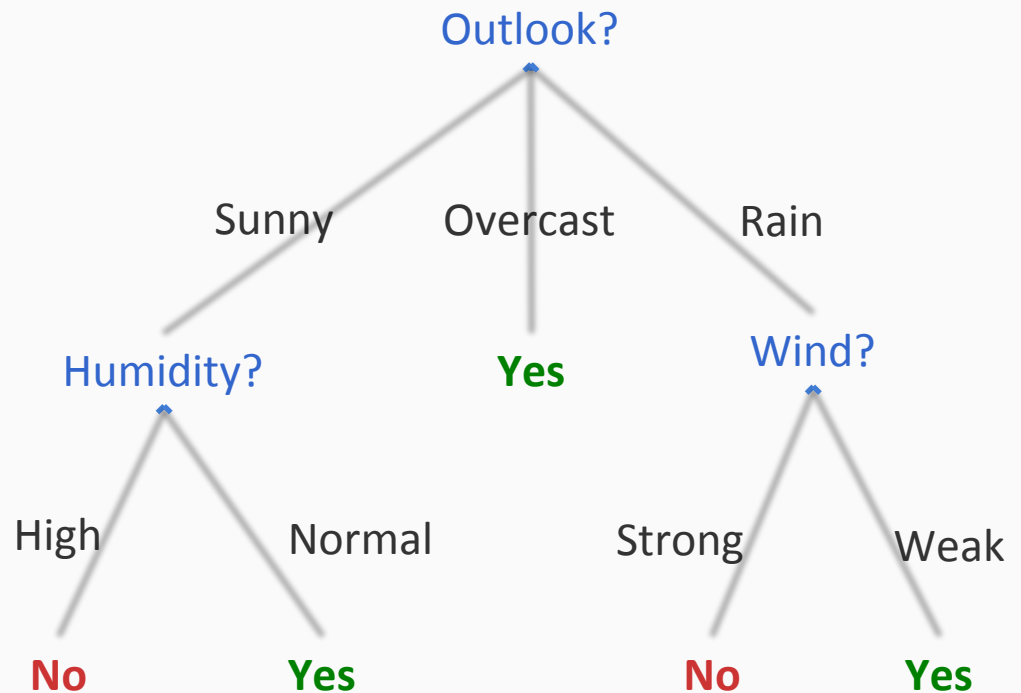 Outlook?
Sunny
Overcast
Rain
Humidity?
Yes
Wind?
High
Normal
Strong
Weak
No
Yes
No
Yes